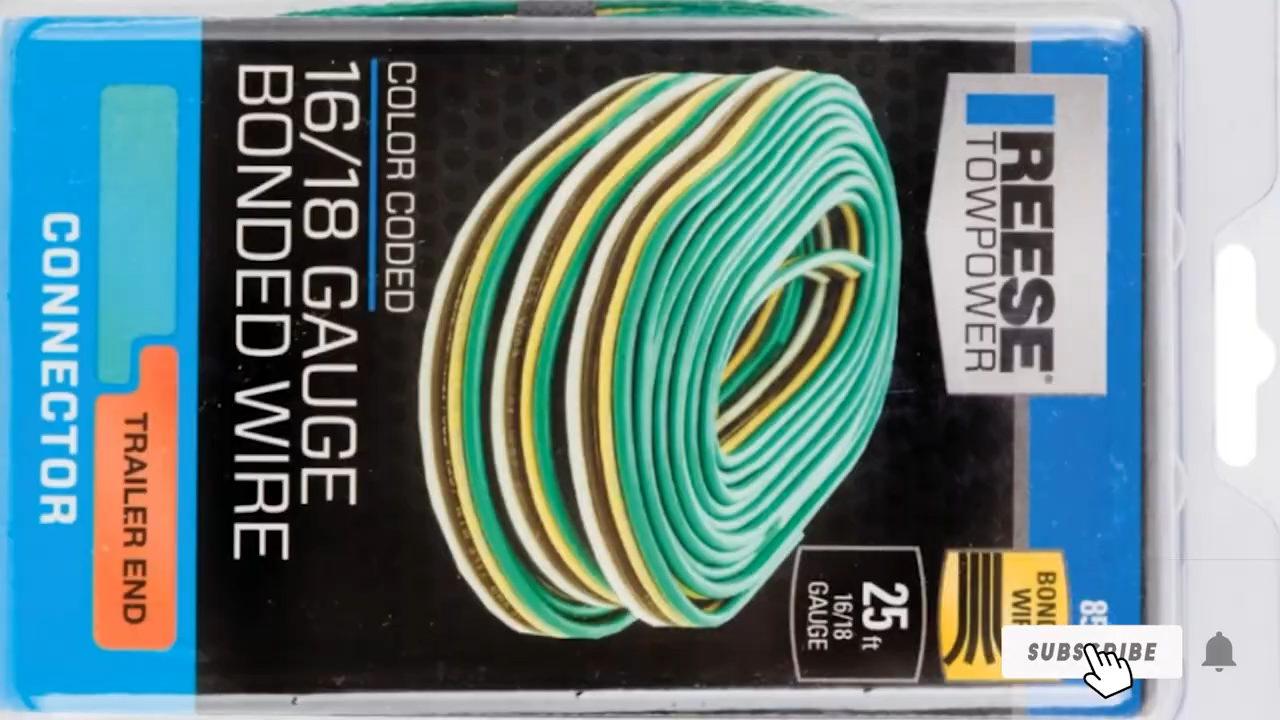 REESE
TOWPOWER
COLOR CODED
16/18 GAUGE
BONDED WIRE
25 ft
16/18
GAUGE
TRAILER END
CONNECTOR
SUBSCRIBE